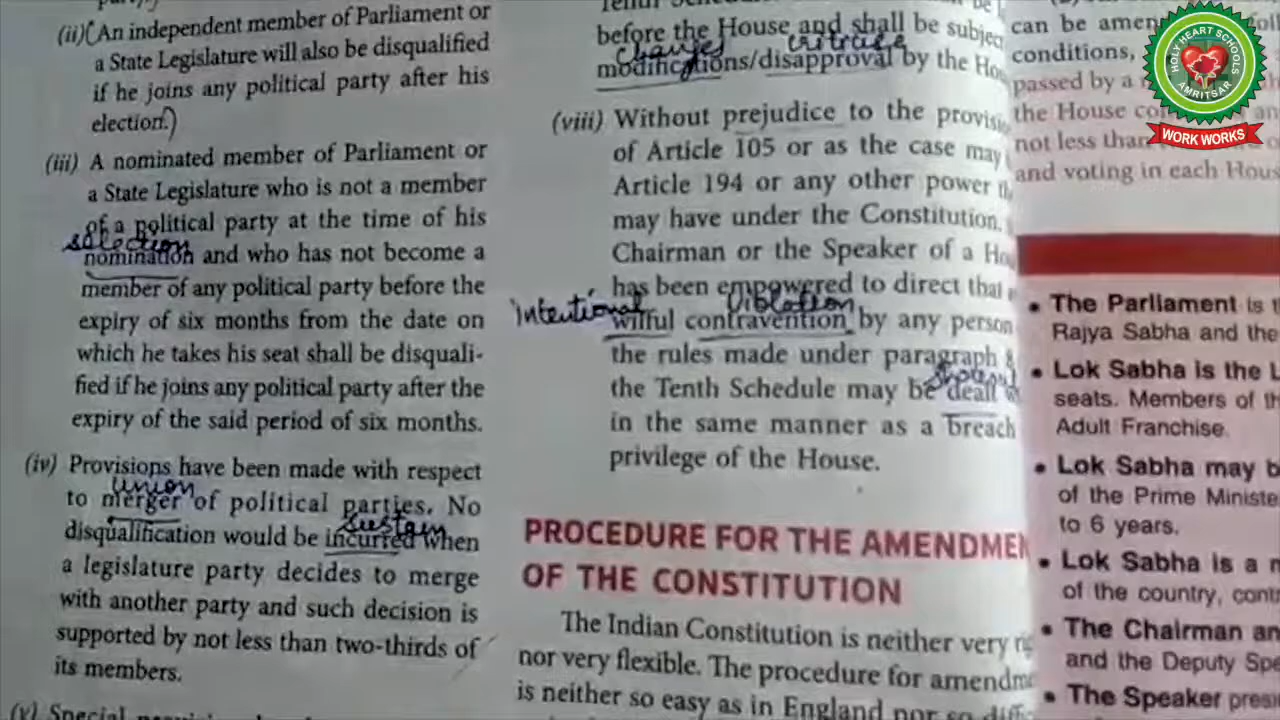 (ii) An independent member of Parliament or
a State Legislature will also be disqualified
if he joins any political party after his
election.)
(iii) A nominated member of Parliament or
a State Legislature who is not a member
of a political party at the time of his
selection
nomination and who has not become a
member of any political party before the
expiry of six months from the date on
which he takes his seat shall be disquali-
fied if he joins any political party after the
expiry of the said period of six months.
(iv) Provisions have been made with respect
union
to merger of political parties. No
sustain
disqualification would be incurred when
a legislature party decides to merge
with another party and such decision is
supported by not less than two-thirds of
its members.
(v) Special
before the House and shall be subject
changes
modifications/disapproval by the
(viii) Without prejudice to the
of Article 105 or as the case may
Article 194 or any other power
may have under the Constitution,
Chairman or the Speaker of a
has been empowered to direct that
Intentional Violation
wilful contravention by any person
the rules made under paragraph 8
the Tenth Schedule may be dealt
in the same manner as a breach
privilege of the House.
PROCEDURE FOR THE
OF THE CONSTITUTION
The Indian Constitution is neither very
nor very flexible. The procedure for
is neither so easy as in England nor so
can be
conditions,
passed by a
the House
not less than
and voting in each
• The Parliament is
Rajya Sabha and the
• Lok Sabha is the
seats. Members of
Adult Franchise.
• Lok Sabha may
of the Prime
to 6 years.
• Lok Sabha is a
of the country,
• The Chairman
and the Deputy
• The Speaker
HOLY HEART SCHOOLS
AMRITSAR
WORK WORKS